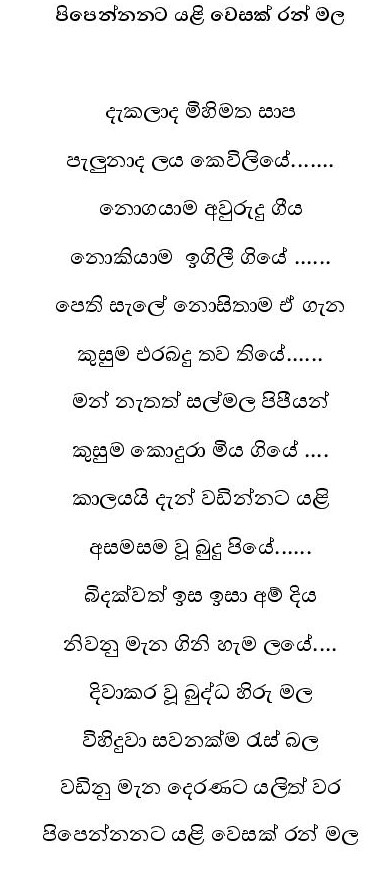 පිපෙන්නනට යළි වෙසක් රන් මල
දැකලාද මිහිමත සාප
පැලුනාද ලය කෙවිලියේ.......
නොගයාම අවුරුදු ගීය
නොකියාම ඉගිලී ගියේ ......
පෙති සැලේ නොසිතාම ඒ ගැන
කුසුම එරබදු තව තියේ......
මන් නැතත් සල්මල පිපීයන්
කුසුම කොදුරා මිය ගියේ ....
කාලයයි දැන් වඩින්නට යළි
අසමසම වූ බුදු පියේ......
බිදක්වත් ඉස ඉසා අම් දිය
නිවනු මැන ගිනි හැම ලයේ....
දිවාකර වූ බුද්ධ හිරු මල
විහිදුවා සවනක්ම රැස් බල
වඩිනු මැන දෙරණට යලිත් වර
පිපෙන්නනට යළි වෙසක් රන් මල